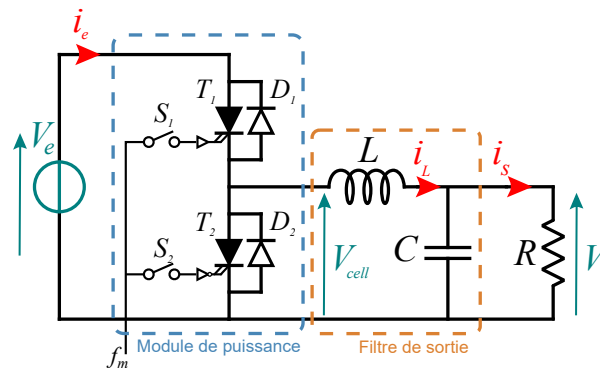 i_e
T_1
D_1
S_1
V_e
L
i_L
i_S
T_2
D_2
S_2
V_cell
C
R
V
f_m
Module de puissance
Filtre de sortie